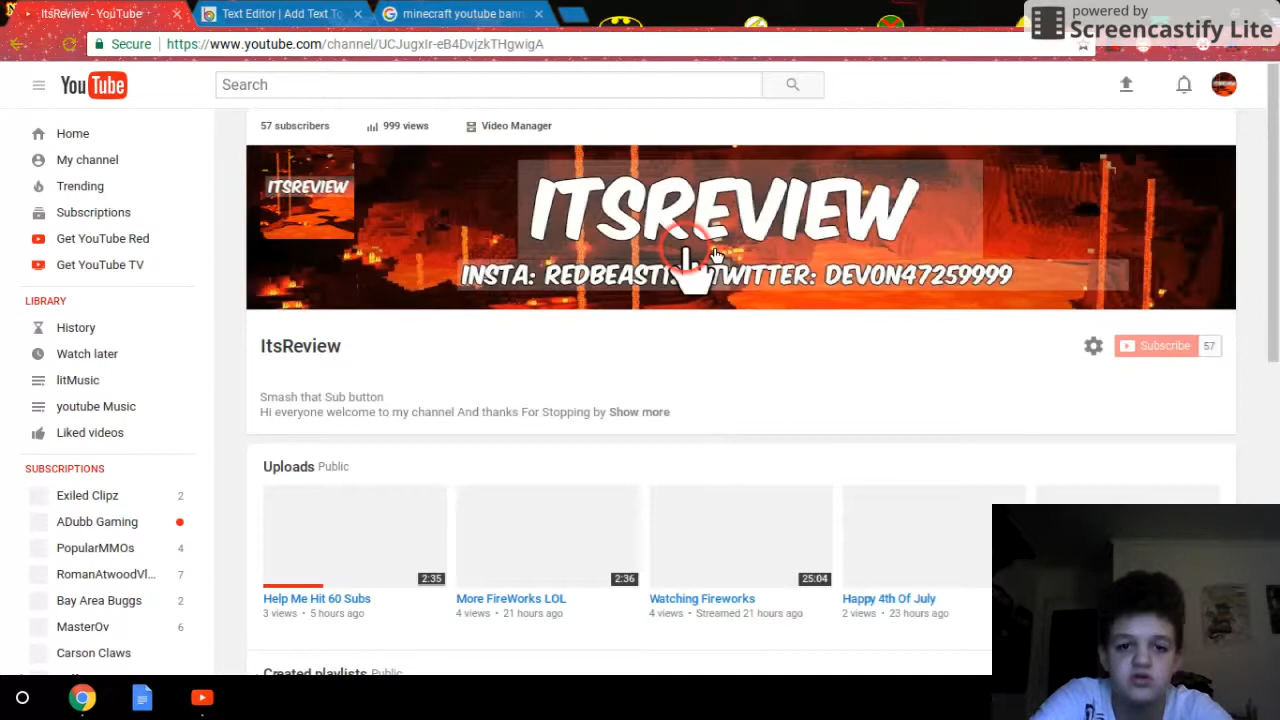 powered by
Screencastify Lite
ItsReview - YouTube
Text Editor | Add Text To
minecraft youtube bann
Secure
https://www.youtube.com/channel/UCJugxIr-eB4DvjzkTHgwigA
YouTube
Search
Home
My channel
Trending
Subscriptions
Get YouTube Red
Get YouTube TV
LIBRARY
History
Watch later
litMusic
youtube Music
Liked videos
SUBSCRIPTIONS
Exiled Clipz 2
ADubb Gaming
PopularMMOs 4
RomanAtwoodVl... 7
Bay Area Buggs 2
MasterOv 6
Carson Claws
57 subscribers
999 views
Video Manager
ITSREVIEW
ITSREVIEW
INSTA: TWITTER: DEVON47259999
ItsReview
Subscribe 57
Smash that Sub button
Hi everyone welcome to my channel And thanks For Stopping by Show more
Uploads Public
2:35
2:36
25:04
Help Me Hit 60 Subs
3 views • 5 hours ago
More FireWorks LOL
4 views • 21 hours ago
Watching Fireworks
4 views • Streamed 21 hours ago
Happy 4th Of July
2 views • 23 hours ago
Created playlists Public